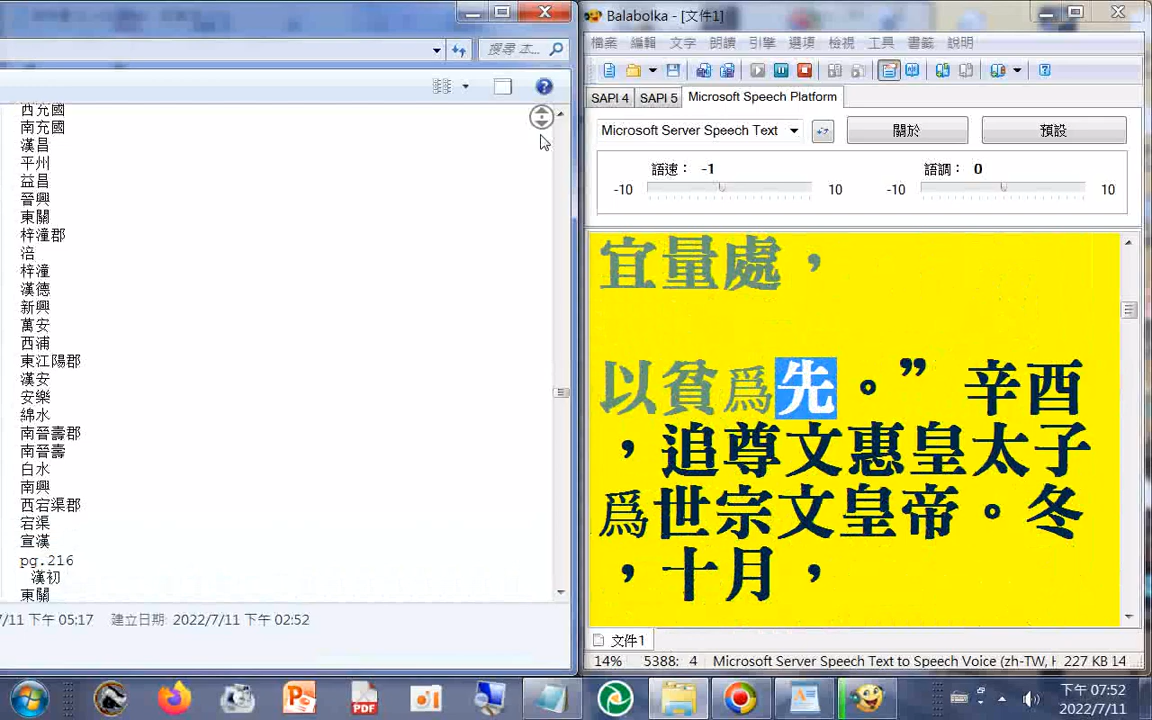 搜尋 本...
西充國
南充國
漢昌
平州
益昌
晉興
東關
梓潼郡
涪
梓潼
漢德
新興
萬安
西浦
東江陽郡
漢安
安樂
綿水
南晉壽郡
南晉壽
白水
南興
西宕渠郡
宕渠
宣漢
pg.216
漢初
東關
7/11 下午 05:17 建立日期: 2022/7/11 下午 02:52
Balabolka - [文件1]
檔案 編輯 文字 朗讀 引擎 選項 檢視 工具 書籤 說明
SAPI 4 SAPI 5 Microsoft Speech Platform
Microsoft Server Speech Text 關於 預設
語速： -1 語調： 0
-10 10 -10 10
宜量處，
以貧爲先。”辛酉
，追尊文惠皇太子
爲世宗文皇帝。冬
，十月，
文件1
14% 5388: 4 Microsoft Server Speech Text to Speech Voice (zh-TW, H 227 KB 14
下午 07:52
2022/7/11